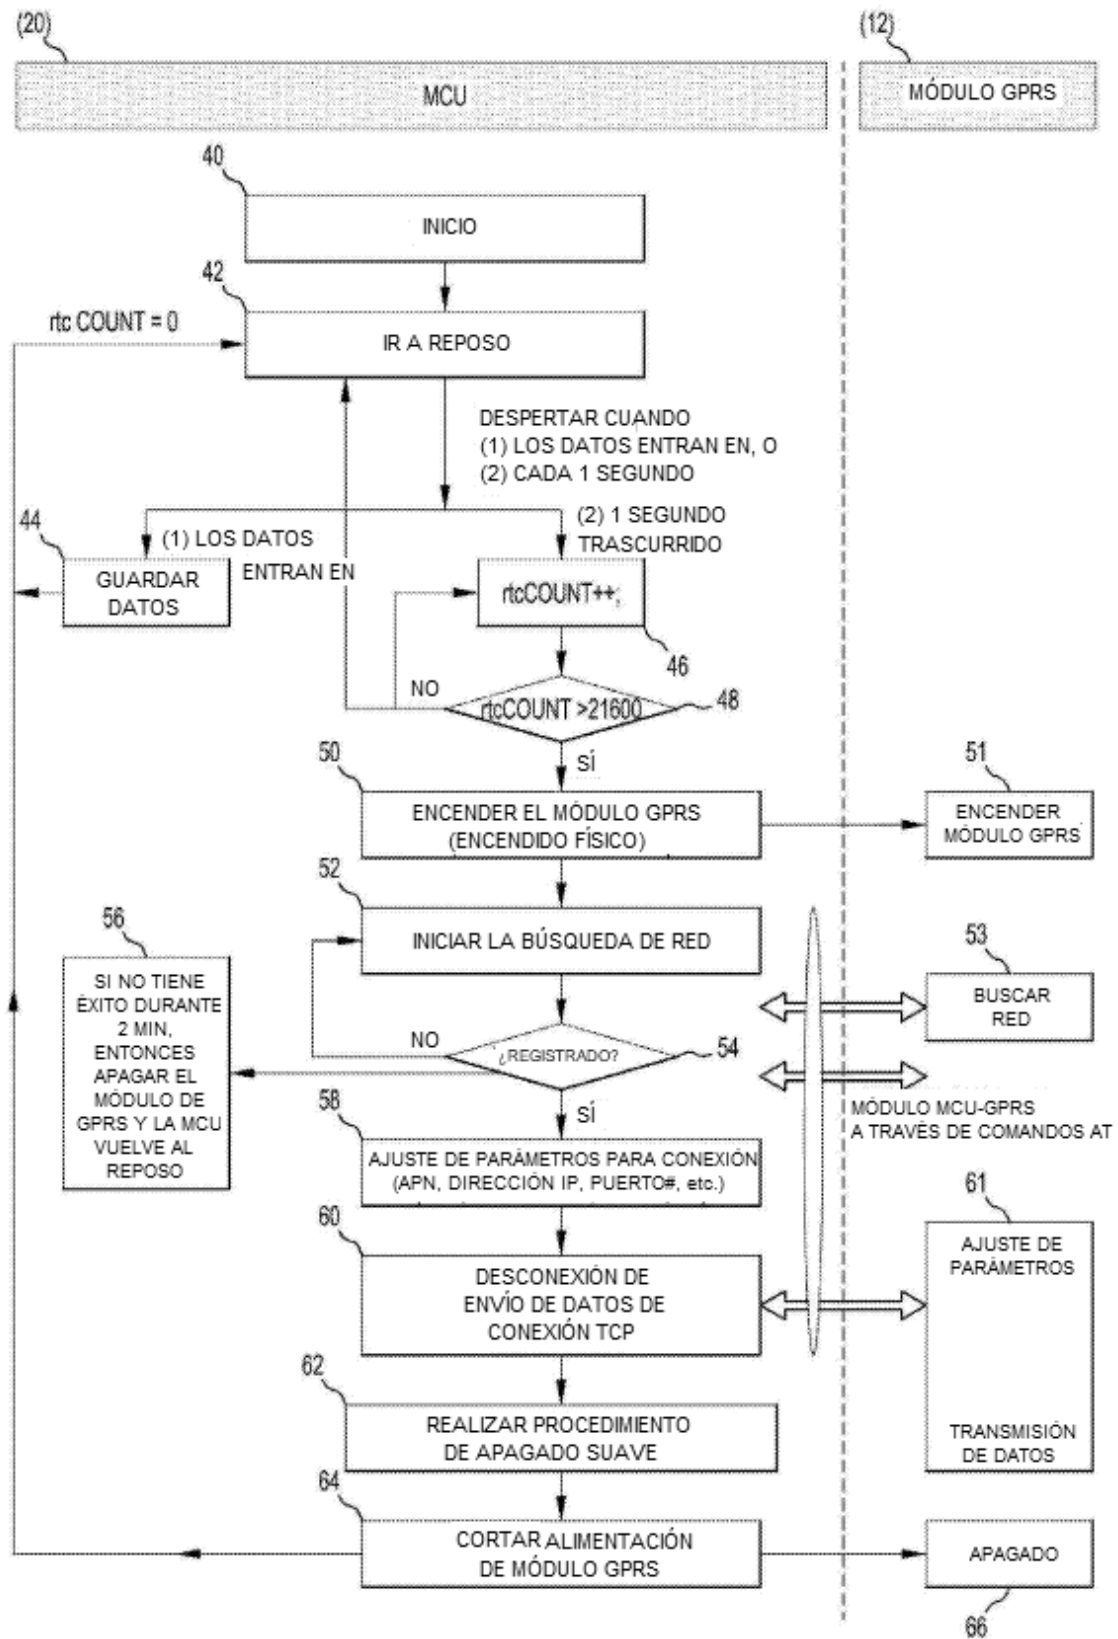 (20)
(12)
MCU
MÓDULO GPRS
40
INICIO
42
rtc COUNT = 0
IR A REPOSO
DESPERTAR CUANDO
(1) LOS DATOS ENTRAN EN, O
(2) CADA 1 SEGUNDO
44
(1) LOS DATOS
ENTRAN EN
(2) 1 SEGUNDO
TRASCURRIDO
GUARDAR
DATOS
rtcCOUNT++;
46
NO
rtcCOUNT >21600
48
SÍ
50
51
ENCENDER EL MÓDULO GPRS
(ENCENDIDO FÍSICO)
ENCENDER
MÓDULO GPRS
52
INICIAR LA BÚSQUEDA DE RED
56
53
SI NO TIENE
ÉXITO DURANTE
2 MIN,
ENTONCES
APAGAR EL
MÓDULO DE
GPRS Y LA MCU
VUELVE AL
REPOSO
BUSCAR
RED
NO
¿REGISTRADO?
54
SÍ
MÓDULO MCU-GPRS
A TRAVÉS DE COMANDOS AT
58
AJUSTE DE PARÁMETROS PARA CONEXIÓN
(APN, DIRECCIÓN IP, PUERTO#, etc.)
60
61
DESCONEXIÓN DE
ENVÍO DE DATOS DE
CONEXIÓN TCP
AJUSTE DE
PARÁMETROS
TRANSMISIÓN
DE DATOS
62
REALIZAR PROCEDIMIENTO
DE APAGADO SUAVE
64
CORTAR ALIMENTACIÓN
DE MÓDULO GPRS
APAGADO
66